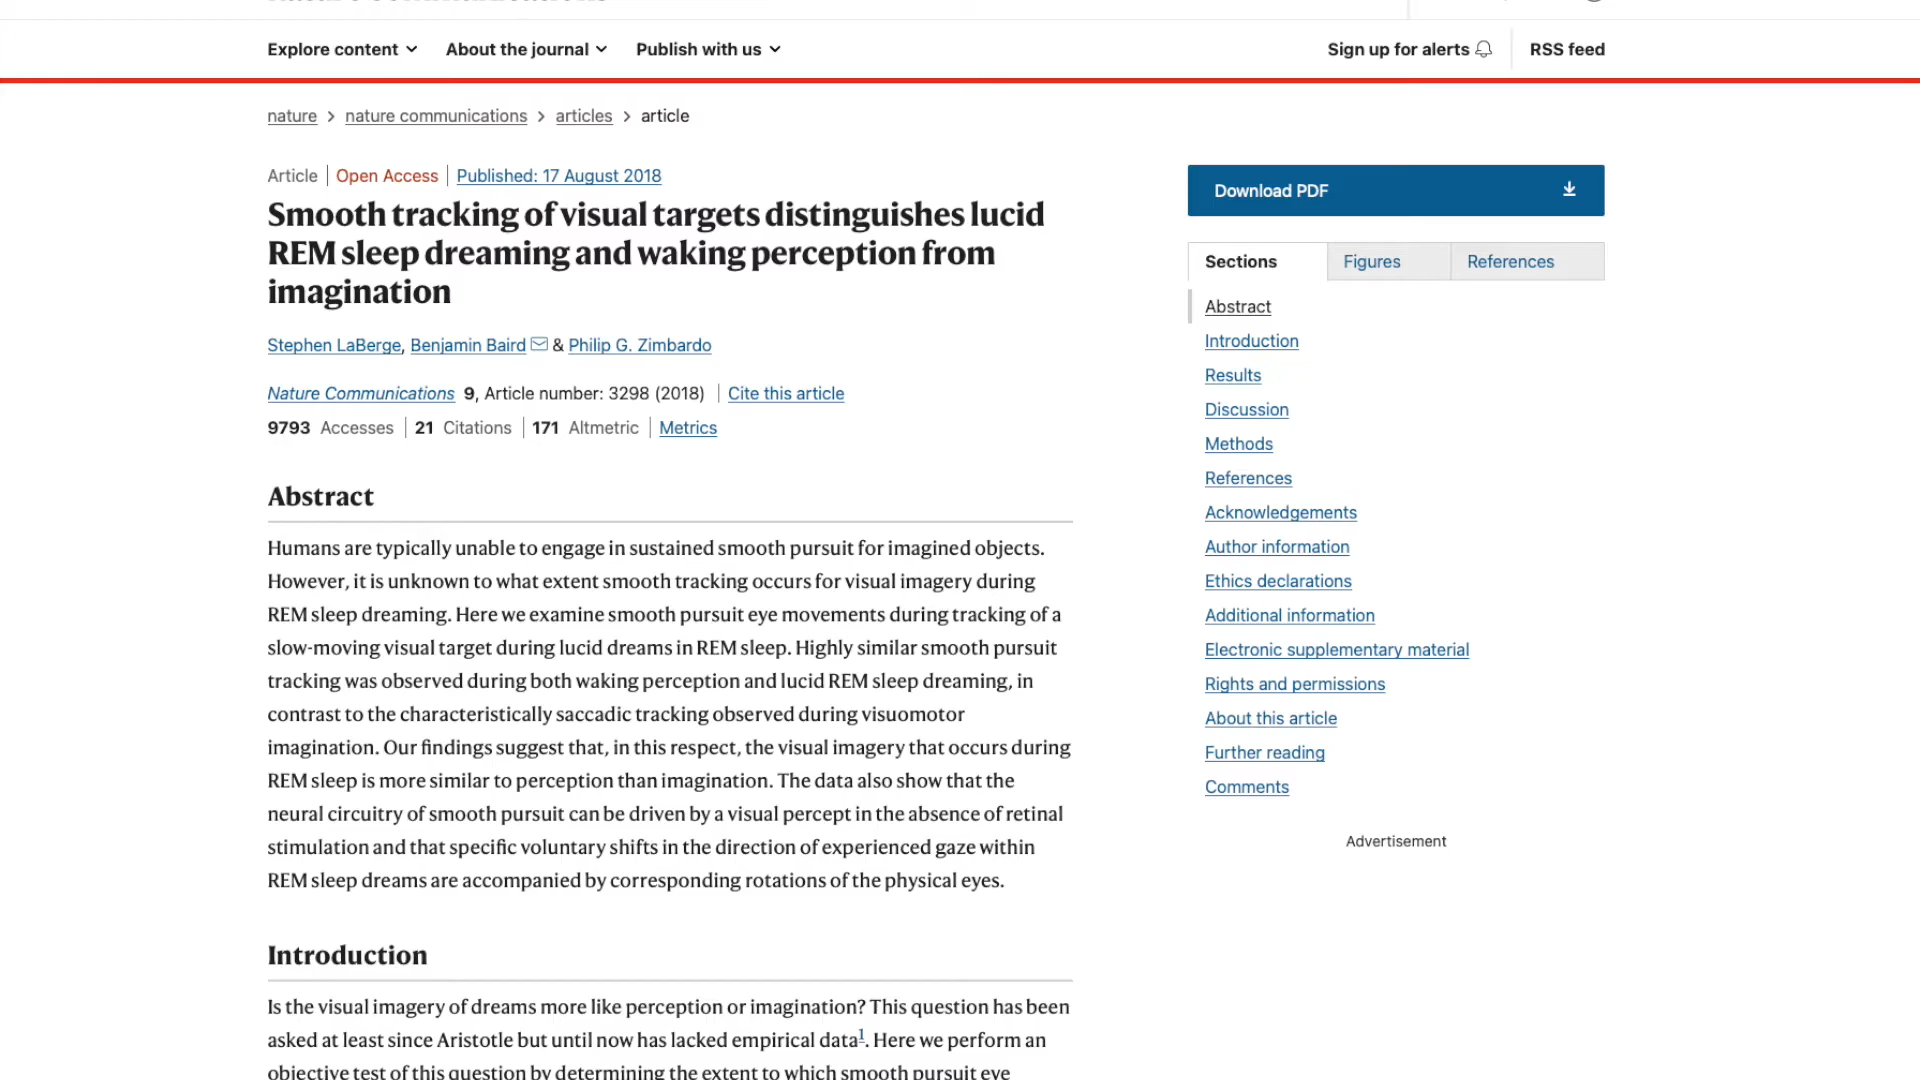 Explore content
About the journal
Publish with us
Sign up for alerts
RSS feed
nature > nature communications > articles > article
Article | Open Access | Published: 17 August 2018
Smooth tracking of visual targets distinguishes lucid
REM sleep dreaming and waking perception from
imagination
Stephen LaBerge, Benjamin Baird & Philip G. Zimbardo
Nature Communications 9, Article number: 3298 (2018) | Cite this article
9793 Accesses | 21 Citations | 171 Altmetric | Metrics
Abstract
Humans are typically unable to engage in sustained smooth pursuit for imagined objects.
However, it is unknown to what extent smooth tracking occurs for visual imagery during
REM sleep dreaming. Here we examine smooth pursuit eye movements during tracking of a
slow-moving visual target during lucid dreams in REM sleep. Highly similar smooth pursuit
tracking was observed during both waking perception and lucid REM sleep dreaming, in
contrast to the characteristically saccadic tracking observed during visuomotor
imagination. Our findings suggest that, in this respect, the visual imagery that occurs during
REM sleep is more similar to perception than imagination. The data also show that the
neural circuitry of smooth pursuit can be driven by a visual percept in the absence of retinal
stimulation and that specific voluntary shifts in the direction of experienced gaze within
REM sleep dreams are accompanied by corresponding rotations of the physical eyes.
Introduction
Is the visual imagery of dreams more like perception or imagination? This question has been
asked at least since Aristotle but until now has lacked empirical data1. Here we perform an
objective test of this question by determining the extent to which smooth pursuit eye
Download PDF
Sections
Figures
References
Abstract
Introduction
Results
Discussion
Methods
References
Acknowledgements
Author information
Ethics declarations
Additional information
Electronic supplementary material
Rights and permissions
About this article
Further reading
Comments
Advertisement